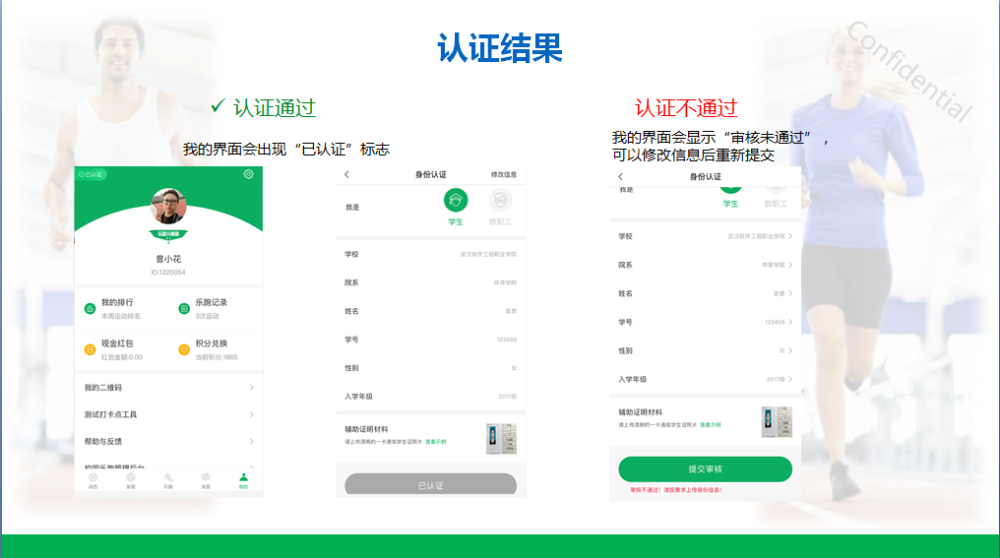 认证结果
Confidential
✓ 认证通过
我的界面会出现“已认证”标志
已认证
曾小花
ID:1320054
我的排行
本周运动排名
乐跑记录
3次运动
现金红包
红包金额:0.00
积分兑换
当前积分:1865
我的二维码
测试打卡点工具
帮助与反馈
校园乐跑管理后台
动态
发现
乐跑
消息
我的
身份认证
修改信息
我是
学生
教职工
学校
武汉软件工程职业学院
院系
体育学院
姓名
学号
123456
性别
女
入学年级
2017级
辅助证明材料
请上传清晰的一卡通或学生证照片 查看示例
已认证
认证不通过
我的界面会显示“审核未通过”，
可以修改信息后重新提交
身份认证
我是
学生
教职工
学校
武汉软件工程职业学院
院系
体育学院
姓名
学号
123456
性别
女
入学年级
2017级
辅助证明材料
请上传清晰的一卡通或学生证照片 查看示例
提交审核
审核不通过！请按要求上传身份信息!